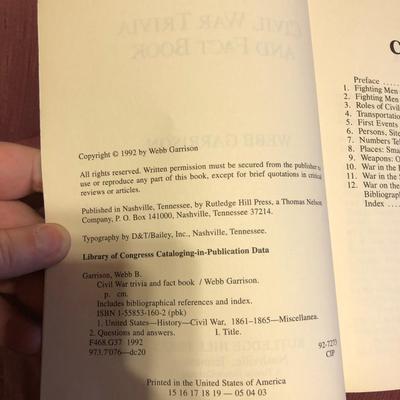 Copyright © 1992 by Webb Garrison
All rights reserved. Written permission must be secured from the publisher to
use or reproduce any part of this book, except for brief quotations in critical
reviews or articles.
Published in Nashville, Tennessee, by Rutledge Hill Press, a Thomas Nelson
Company, P. O. Box 141000, Nashville, Tennessee 37214.
Typography by D&T/Bailey, Inc., Nashville, Tennessee.
Library of Congresss Cataloging-in-Publication Data
Garrison, Webb B.
Civil War trivia and fact book / Webb Garrison.
p. cm.
Includes bibliographical references and index.
ISBN 1-55853-160-2 (pbk)
1. United States—History—Civil War, 1861–1865—Miscellanea.
2. Questions and answers. I. Title.
F468.G37 1992
973.7'076—dc20
92-7273
CIP
Printed in the United States of America
15 16 17 18 19 — 05 04 03
C
Preface
1. Fighting Men
2. Fighting Men
3. Roles of Civil
4. Transportation
5. First Events
6. Persons,
7. Numbers
8. Places:
9. Weapons:
10. War in the
11. War in the
12. War on the
Index